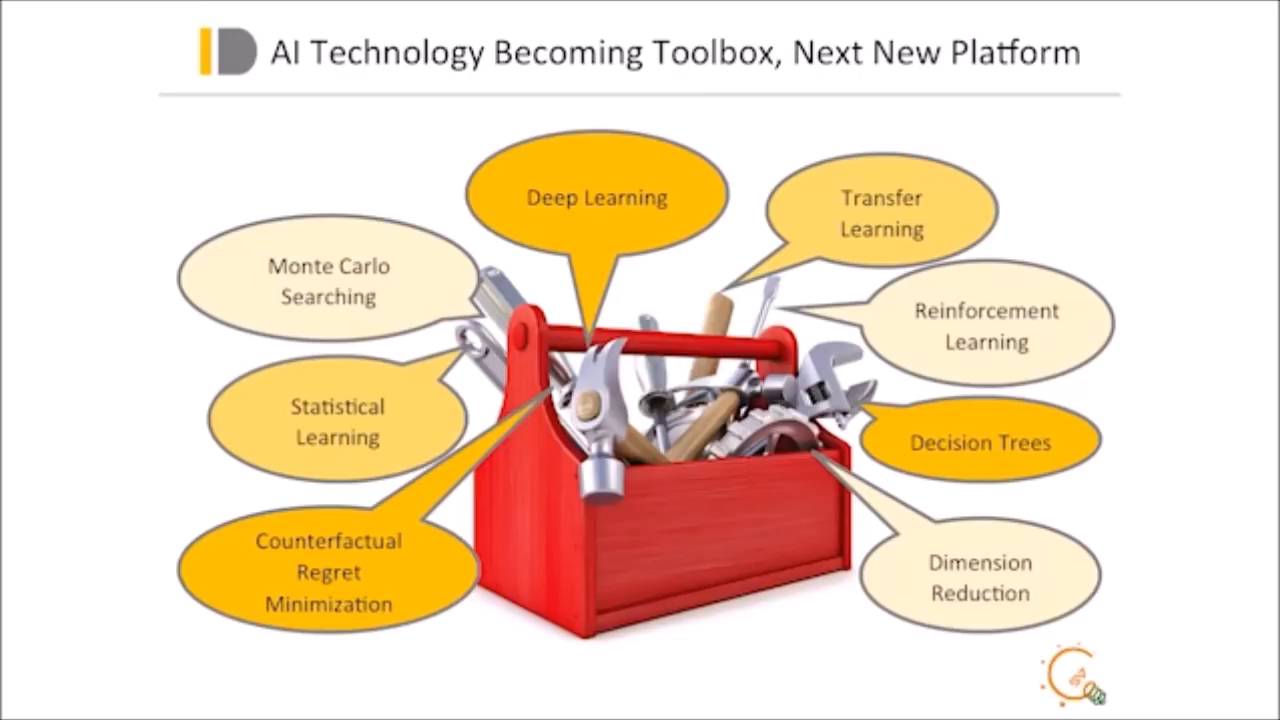 AI Technology Becoming Toolbox, Next New Platform
Deep Learning
Transfer
Learning
Monte Carlo
Searching
Reinforcement
Learning
Statistical
Learning
Decision Trees
Counterfactual
Regret
Minimization
Dimension
Reduction